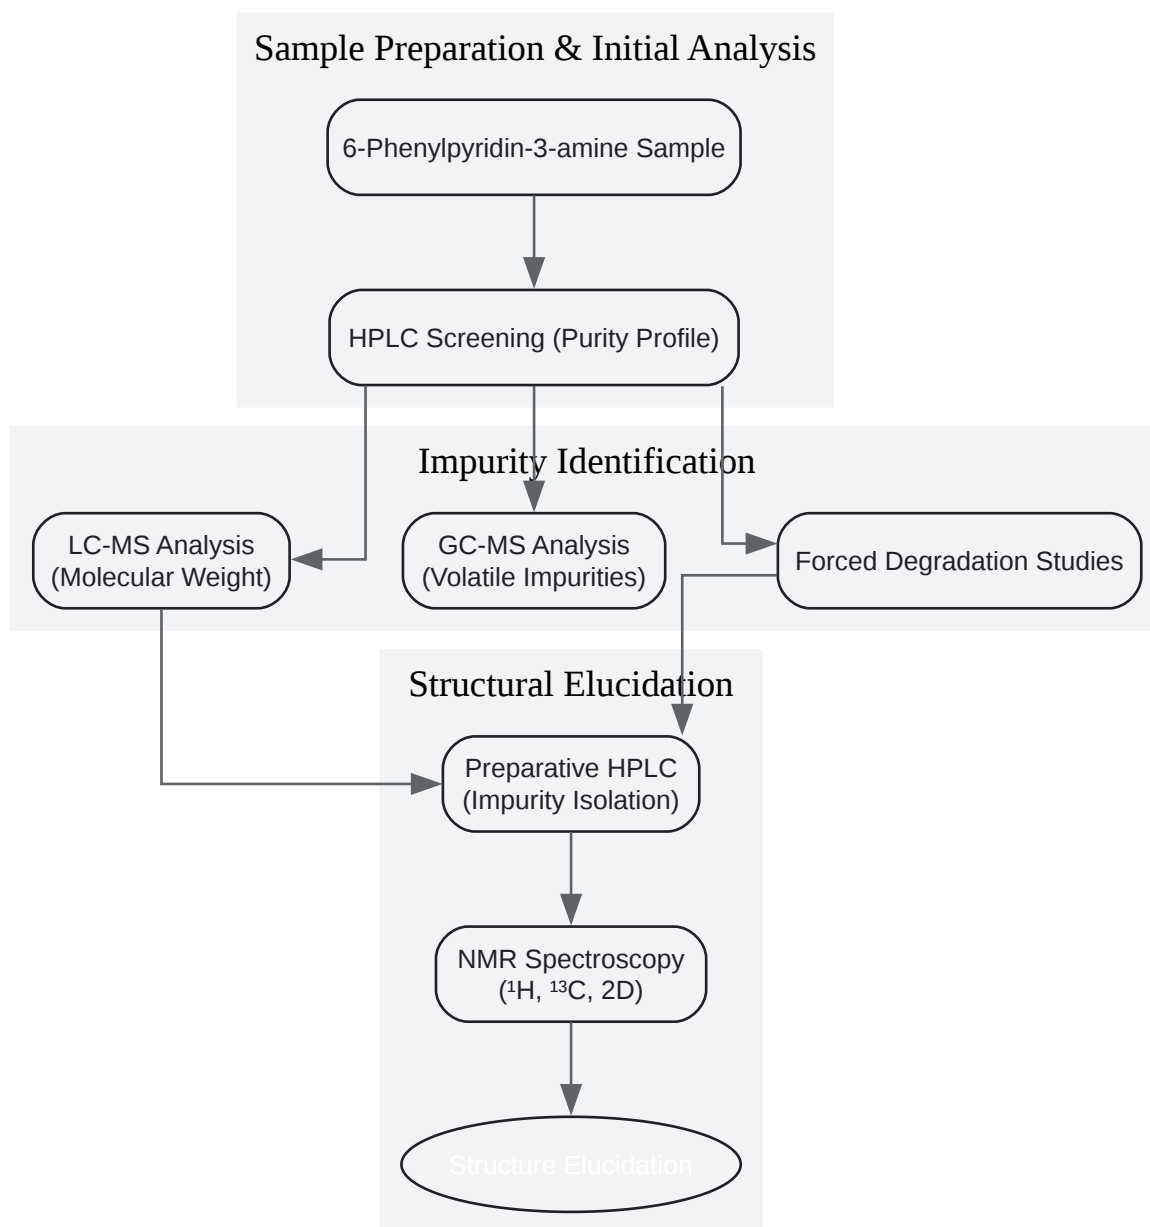 Sample Preparation & Initial Analysis
6-Phenylpyridin-3-amine Sample
HPLC Screening (Purity Profile)
Impurity Identification
LC-MS Analysis
(Molecular Weight)
GC-MS Analysis
(Volatile Impurities)
Forced Degradation Studies
Structural Elucidation
Preparative HPLC
(Impurity Isolation)
NMR Spectroscopy
(¹H, ¹³C, 2D)
Structure Elucidation